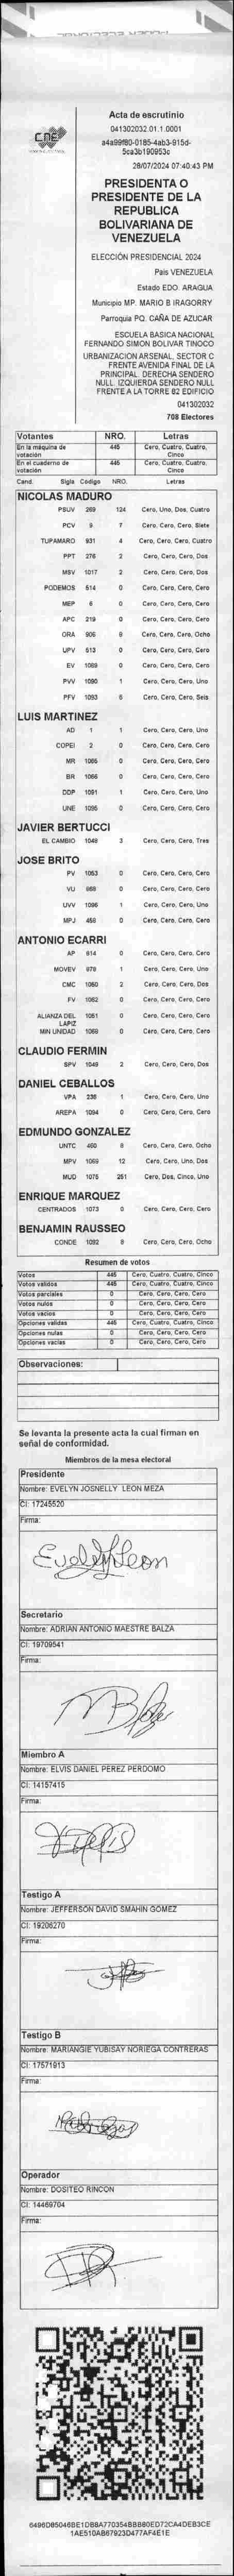 CNE
Acta de escrutinio
041302032.01.1.0001
a4a99f80-0185-4ab3-915d-
5ca3b190953c
28/07/2024 07:40:43 PM
PRESIDENTA O
PRESIDENTE DE LA
REPUBLICA
BOLIVARIANA DE
VENEZUELA
ELECCIÓN PRESIDENCIAL 2024
País VENEZUELA
Estado EDO. ARAGUA
Municipio MP. MARIO B IRAGORRY
Parroquia PQ. CAÑA DE AZUCAR
ESCUELA BASICA NACIONAL
FERNANDO SIMON BOLIVAR TINOCO
URBANIZACION ARSENAL, SECTOR C
FRENTE AVENIDA FINAL DE LA
PRINCIPAL. DERECHA SENDERO
NULL. IZQUIERDA SENDERO NULL
FRENTE A LA TORRE 82 EDIFICIO
041302032
708 Electores
Votantes NRO. Letras
En la máquina de votación 445 Cero, Cuatro, Cuatro, Cinco
En el cuaderno de votación 445 Cero, Cuatro, Cuatro, Cinco
Cand. Sigla Código NRO. Letras
NICOLAS MADURO
PSUV 269 124 Cero, Uno, Dos, Cuatro
PCV 9 7 Cero, Cero, Cero, Siete
TUPAMARO 931 4 Cero, Cero, Cero, Cuatro
PPT 276 2 Cero, Cero, Cero, Dos
MSV 1017 2 Cero, Cero, Cero, Dos
PODEMOS 614 0 Cero, Cero, Cero, Cero
MEP 6 0 Cero, Cero, Cero, Cero
APC 219 0 Cero, Cero, Cero, Cero
ORA 906 8 Cero, Cero, Cero, Ocho
UPV 513 0 Cero, Cero, Cero, Cero
EV 1089 0 Cero, Cero, Cero, Cero
PVV 1090 1 Cero, Cero, Cero, Uno
PFV 1093 6 Cero, Cero, Cero, Seis
LUIS MARTINEZ
AD 1 1 Cero, Cero, Cero, Uno
COPEI 2 0 Cero, Cero, Cero, Cero
MR 1065 0 Cero, Cero, Cero, Cero
BR 1066 0 Cero, Cero, Cero, Cero
DDP 1091 1 Cero, Cero, Cero, Uno
UNE 1095 0 Cero, Cero, Cero, Cero
JAVIER BERTUCCI
EL CAMBIO 1048 3 Cero, Cero, Cero, Tres
JOSE BRITO
PV 1053 0 Cero, Cero, Cero, Cero
VU 868 0 Cero, Cero, Cero, Cero
UVV 1096 1 Cero, Cero, Cero, Uno
MPJ 458 0 Cero, Cero, Cero, Cero
ANTONIO ECARRI
AP 914 0 Cero, Cero, Cero, Cero
MOVEV 978 1 Cero, Cero, Cero, Uno
CMC 1050 2 Cero, Cero, Cero, Dos
FV 1052 0 Cero, Cero, Cero, Cero
ALIANZA DEL LAPIZ 1051 0 Cero, Cero, Cero, Cero
MIN UNIDAD 1069 0 Cero, Cero, Cero, Cero
CLAUDIO FERMIN
SPV 1049 2 Cero, Cero, Cero, Dos
DANIEL CEBALLOS
VPA 236 1 Cero, Cero, Cero, Uno
AREPA 1094 0 Cero, Cero, Cero, Cero
EDMUNDO GONZALEZ
UNTC 460 8 Cero, Cero, Cero, Ocho
MPV 1069 12 Cero, Cero, Uno, Dos
MUD 1075 251 Cero, Dos, Cinco, Uno
ENRIQUE MARQUEZ
CENTRADOS 1073 0 Cero, Cero, Cero, Cero
BENJAMIN RAUSSEO
CONDE 1092 8 Cero, Cero, Cero, Ocho
Resumen de votos
Votos 445 Cero, Cuatro, Cuatro, Cinco
Votos válidos 445 Cero, Cuatro, Cuatro, Cinco
Votos parciales 0 Cero, Cero, Cero, Cero
Votos nulos 0 Cero, Cero, Cero, Cero
Votos vacíos 0 Cero, Cero, Cero, Cero
Opciones válidas 445 Cero, Cuatro, Cuatro, Cinco
Opciones nulas 0 Cero, Cero, Cero, Cero
Opciones vacías 0 Cero, Cero, Cero, Cero
Observaciones:
Se levanta la presente acta la cual firman en
señal de conformidad.
Miembros de la mesa electoral
Presidente
Nombre: EVELYN JOSNELLY LEON MEZA
CI: 17245520
Firma:
Evelyn Leon
Secretario
Nombre: ADRIAN ANTONIO MAESTRE BALZA
CI: 19709541
Firma:
Miembro A
Nombre: ELVIS DANIEL PEREZ PERDOMO
CI: 14157415
Firma:
Testigo A
Nombre: JEFFERSON DAVID SMAHIN GOMEZ
CI: 19206270
Firma:
Testigo B
Nombre: MARIANGIE YUBISAY NORIEGA CONTRERAS
CI: 17571913
Firma:
Operador
Nombre: DOSITEO RINCON
CI: 14469704
Firma:
6496D85046BE1DB8A770354BBB80ED72CA4DEB3CE
1AE510AB67923D477AF4E1E